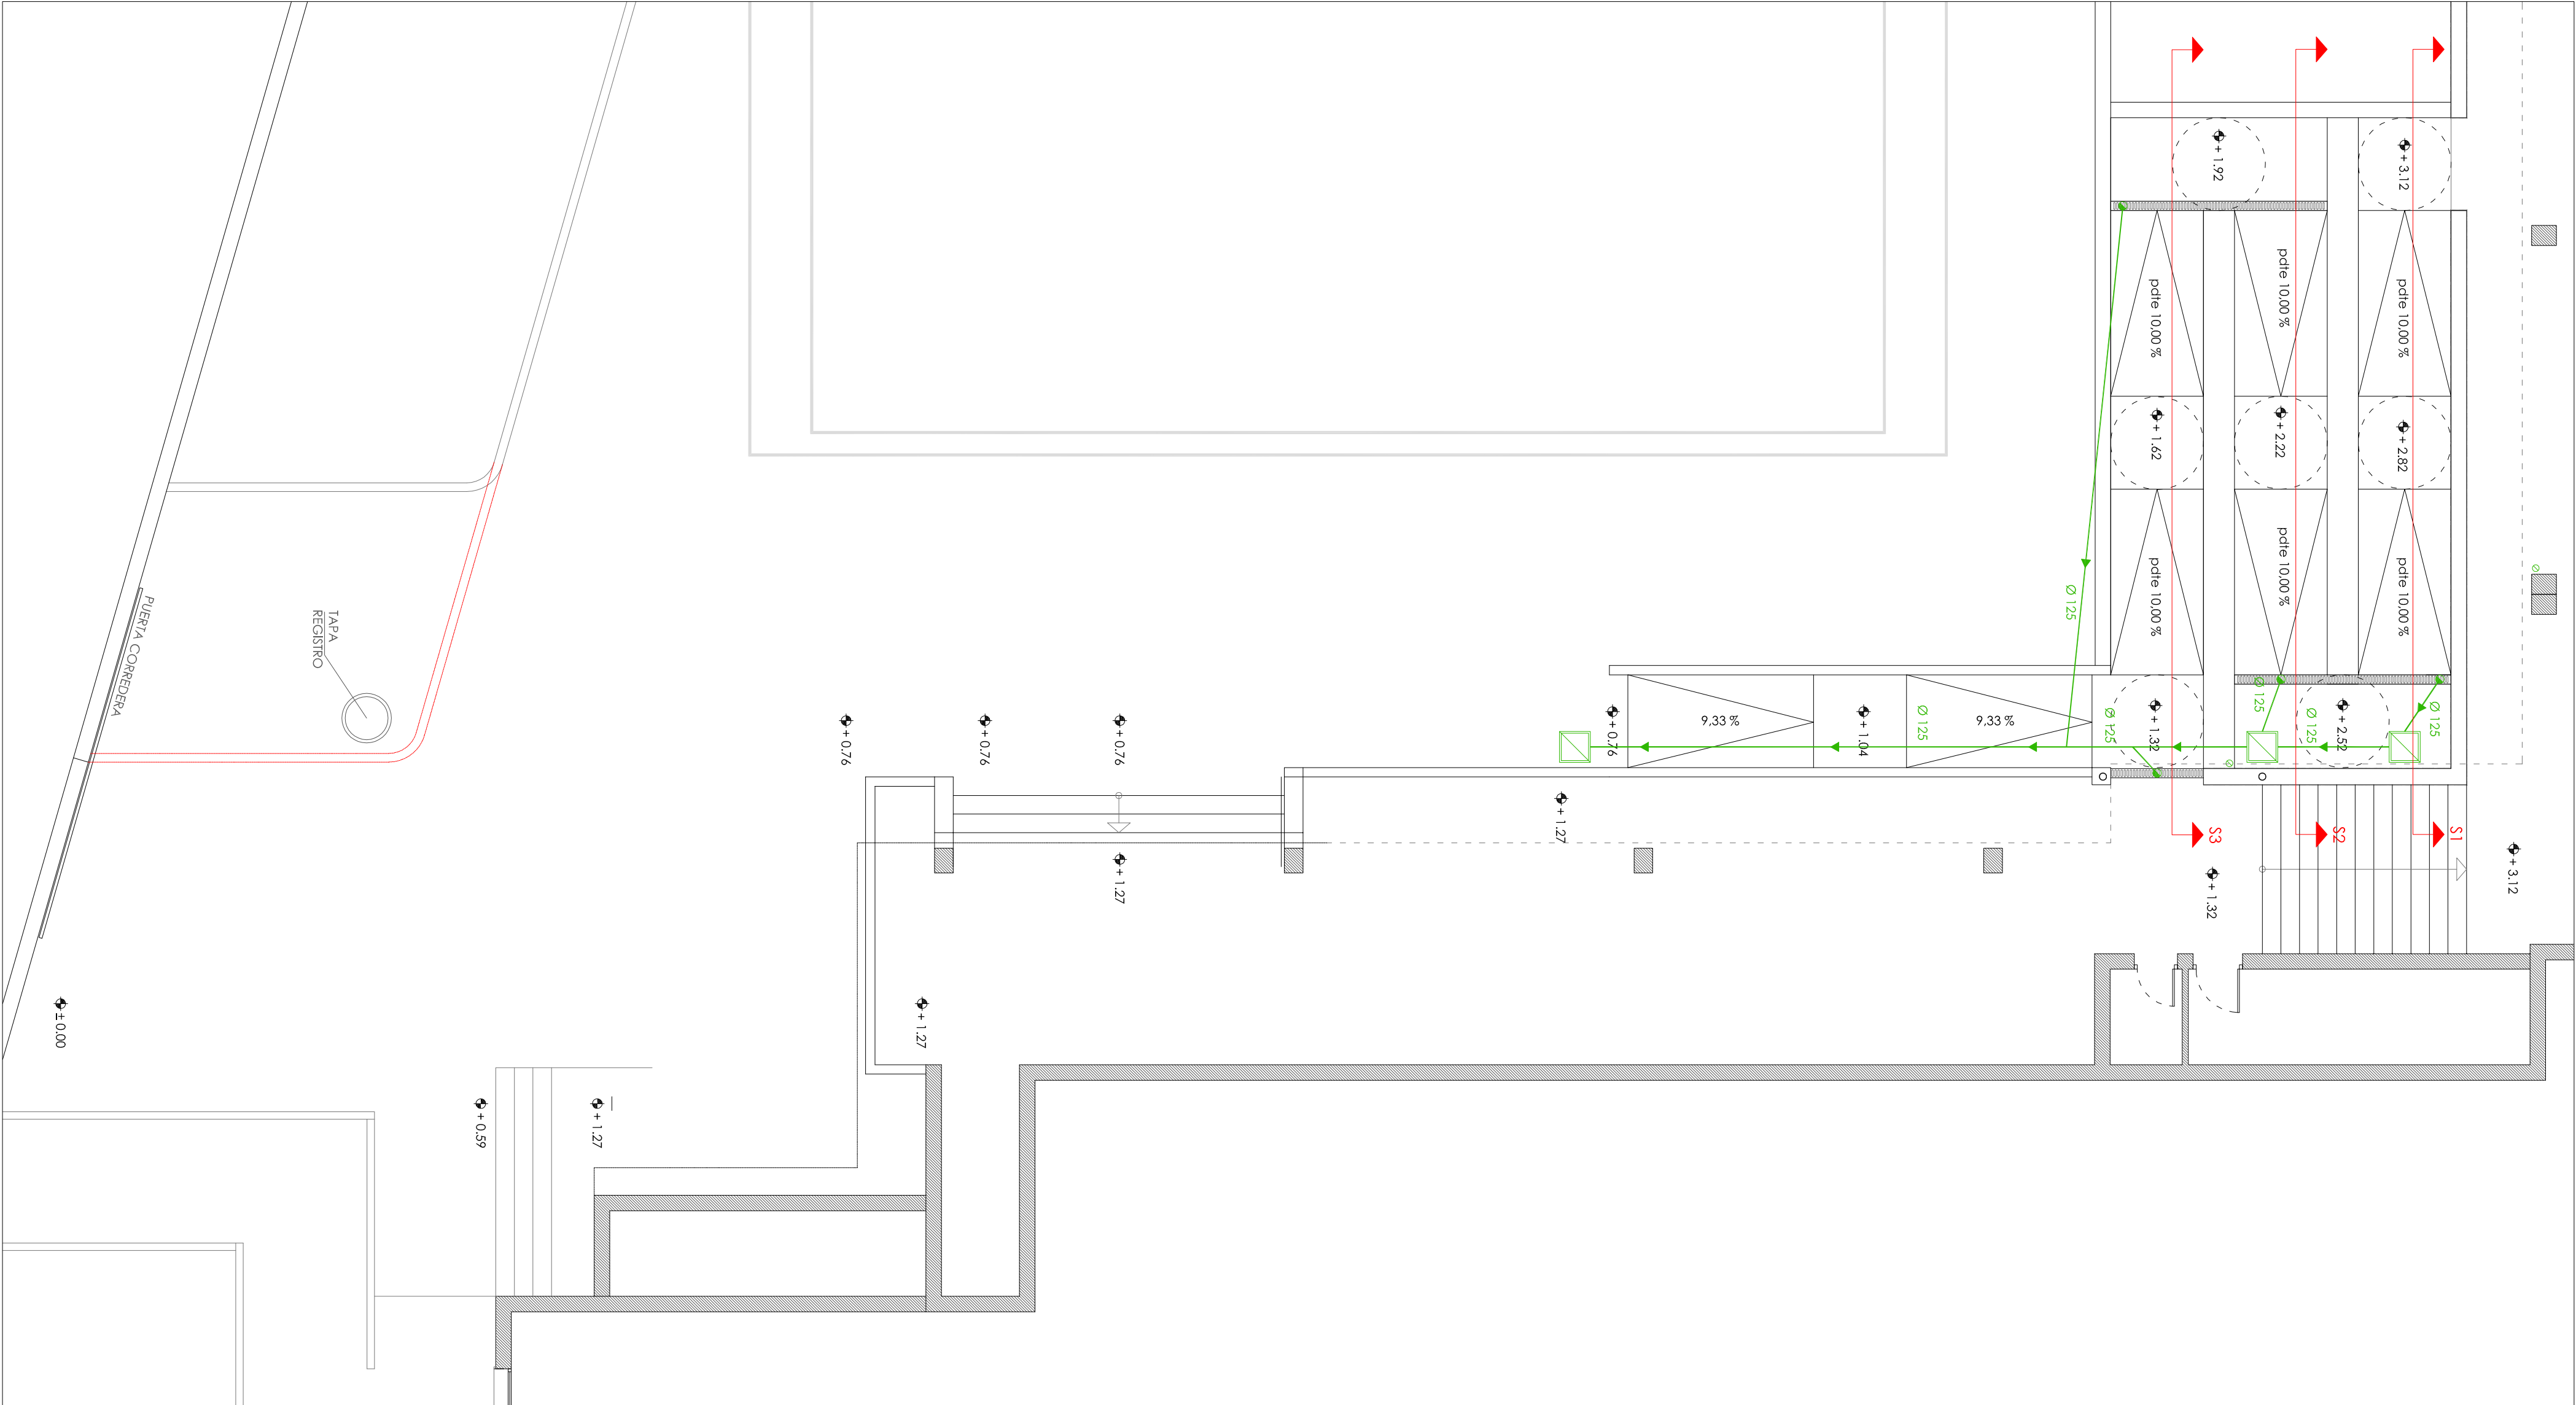 + 1.92
+ 3.12
pdte 10,00 %
pdte 10,00 %
pdte 10,00 %
+ 1.62
+ 2.22
+ 2.82
pdte 10,00 %
pdte 10,00 %
pdte 10,00 %
Ø 125
PUERTA CORREDERA
TAPA
REGISTRO
+ 0.76
+ 0.76
+ 0.76
+ 0.76
9,33 %
+ 1.04
Ø 125
9,33 %
Ø 125
+ 1.32
Ø 125
Ø 125
+ 2.52
Ø 125
+ 1.27
+ 1.27
S3
S2
S1
+ 1.32
+ 3.12
± 0.00
+ 1.27
+ 0.59
+ 1.27